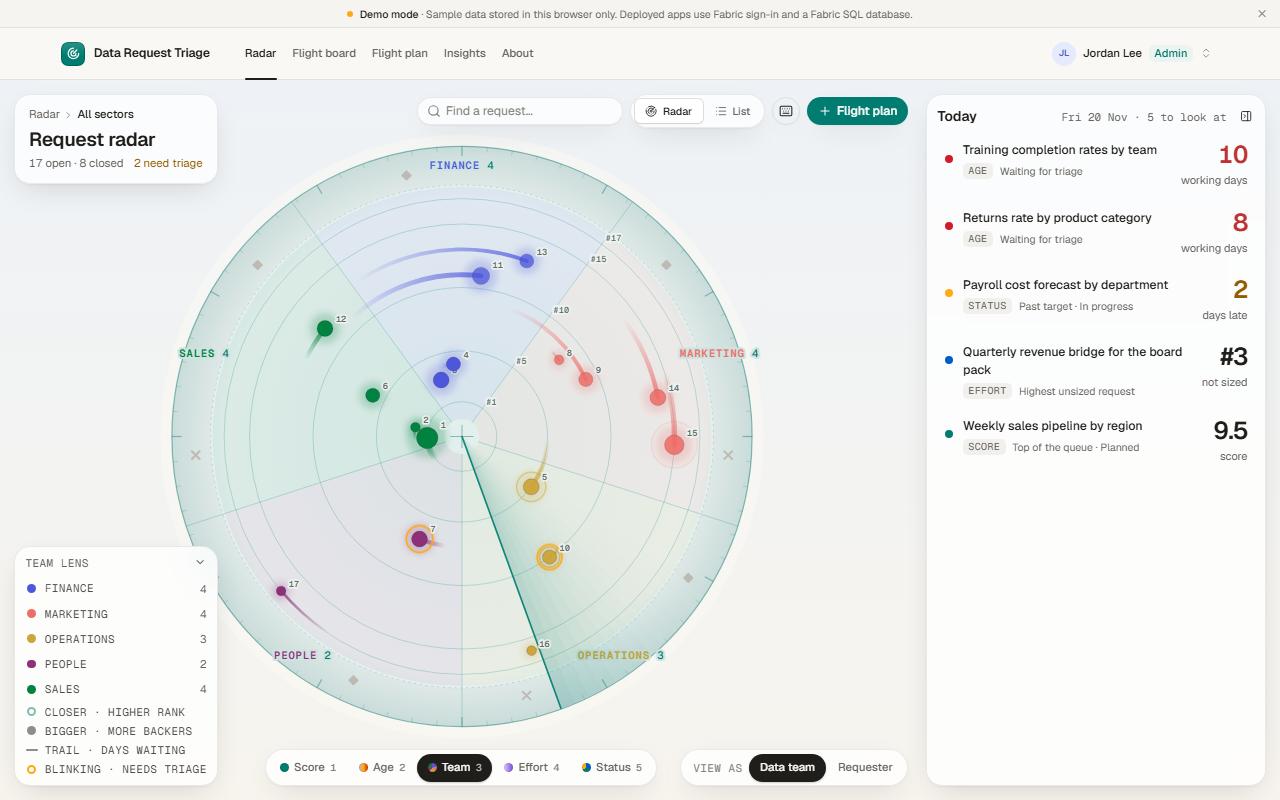 Demo mode · Sample data stored in this browser only. Deployed apps use Fabric sign-in and a Fabric SQL database.
Data Request Triage
Radar
Flight board
Flight plan
Insights
About
JL
Jordan Lee
Admin
Radar > All sectors
Request radar
17 open · 8 closed 2 need triage
Find a request...
Radar
List
+ Flight plan
FINANCE 4
SALES 4
MARKETING 4
PEOPLE 2
OPERATIONS 3
#17
#15
#10
#5
#1
13
11
12
4
8
9
6
14
2
1
15
5
7
10
17
16
TEAM LENS
FINANCE 4
MARKETING 4
OPERATIONS 3
PEOPLE 2
SALES 4
CLOSER · HIGHER RANK
BIGGER · MORE BACKERS
TRAIL · DAYS WAITING
BLINKING · NEEDS TRIAGE
Score 1
Age 2
Team 3
Effort 4
Status 5
VIEW AS
Data team
Requester
Today
Fri 20 Nov · 5 to look at
Training completion rates by team
AGE Waiting for triage
10
working days
Returns rate by product category
AGE Waiting for triage
8
working days
Payroll cost forecast by department
STATUS Past target · In progress
2
days late
Quarterly revenue bridge for the board
pack
EFFORT Highest unsized request
#3
not sized
Weekly sales pipeline by region
SCORE Top of the queue · Planned
9.5
score